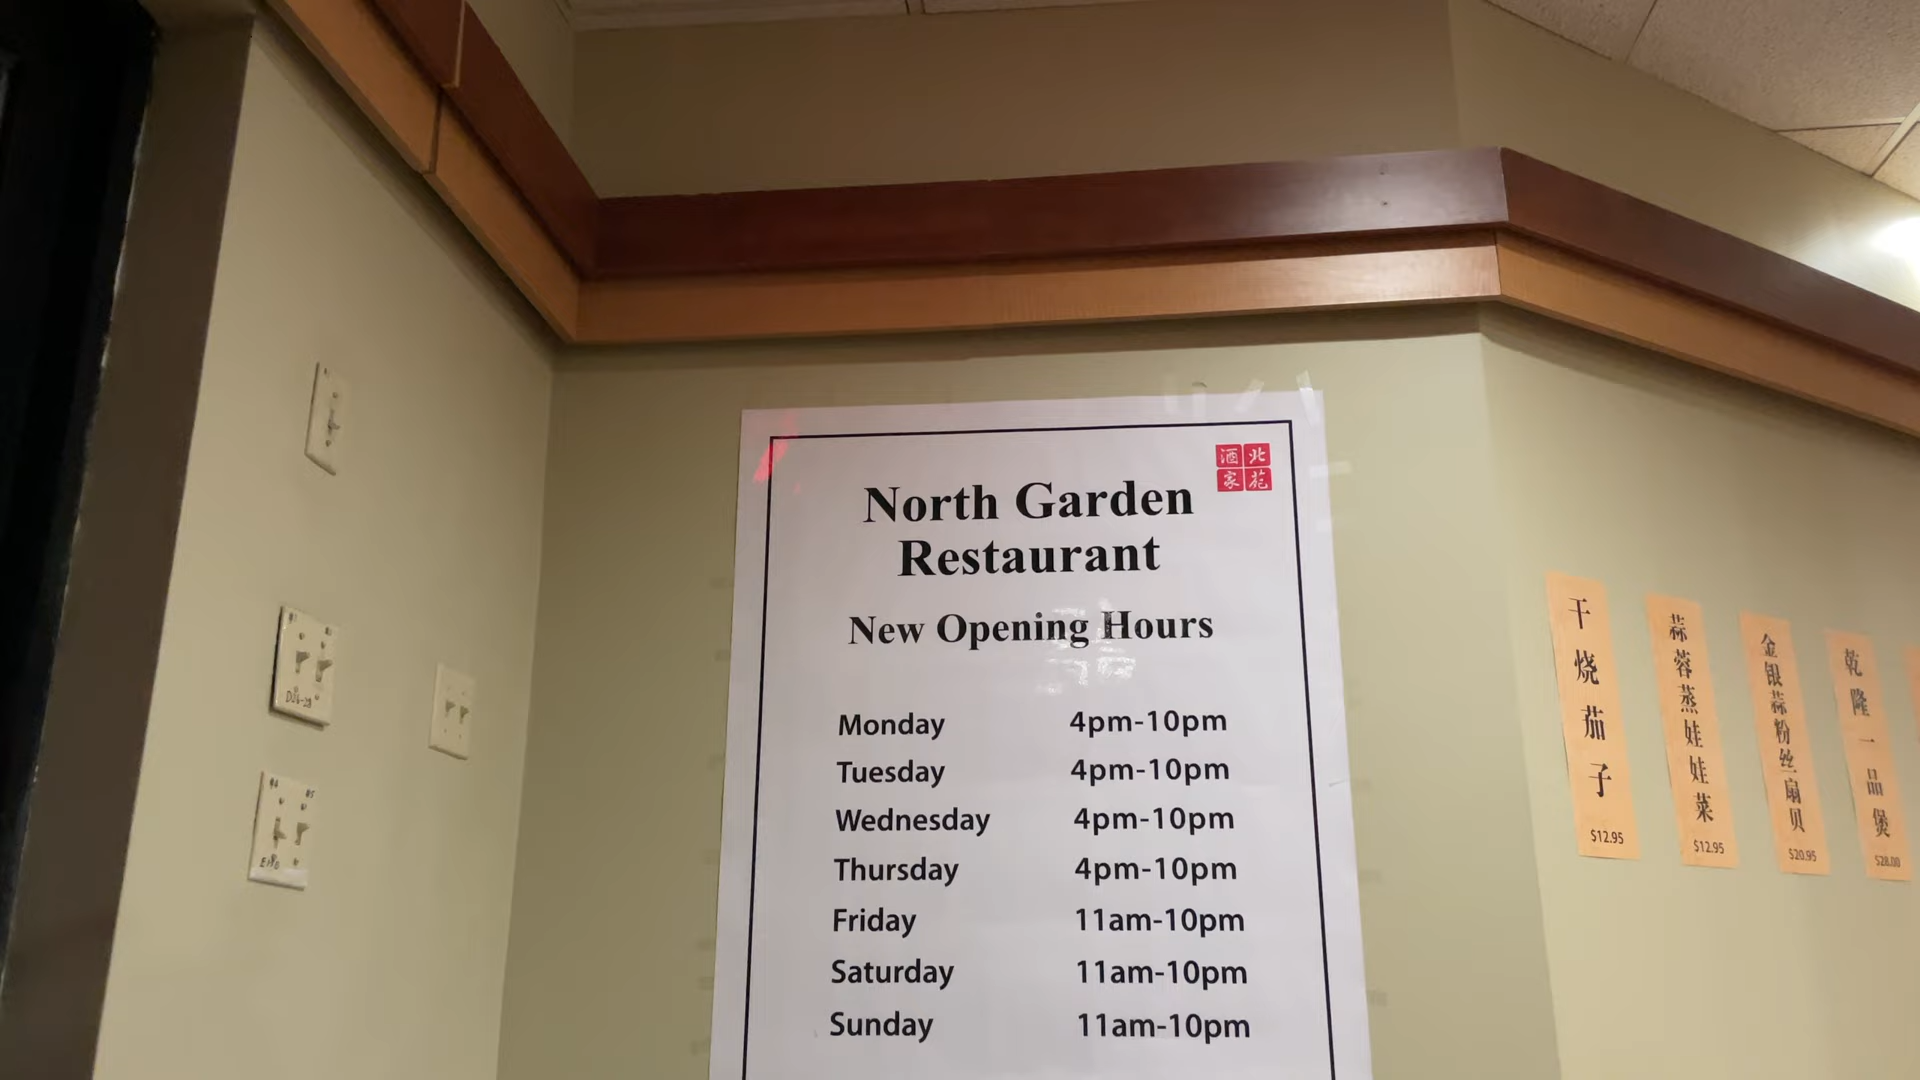 北苑
酒家
North Garden
Restaurant
New Opening Hours
Monday 4pm-10pm
Tuesday 4pm-10pm
Wednesday 4pm-10pm
Thursday 4pm-10pm
Friday 11am-10pm
Saturday 11am-10pm
Sunday 11am-10pm
干烧茄子
$12.95
蒜蓉蒸娃娃菜
$12.95
金银蒜粉丝扇贝
$20.95
乾隆一品煲
$28.00